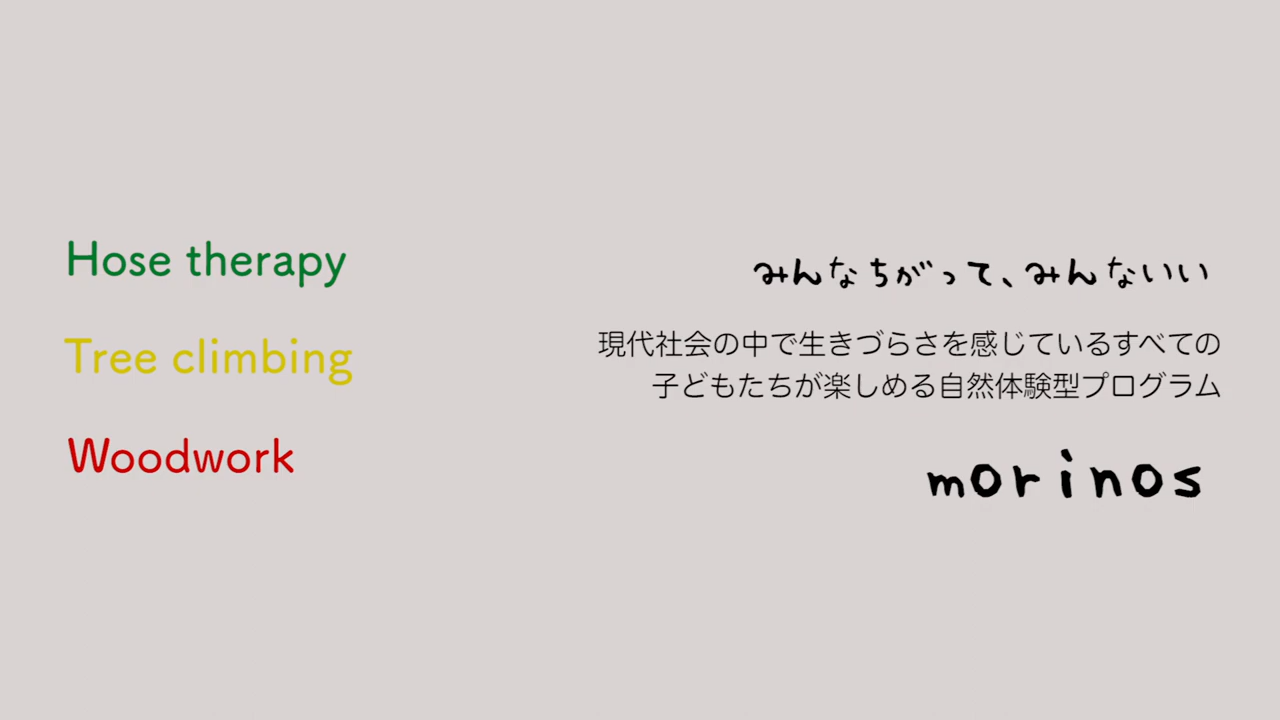 Hose therapy
Tree climbing
Woodwork
みんなちがって、みんないい
現代社会の中で生きづらさを感じているすべての
子どもたちが楽しめる自然体験型プログラム
morinos